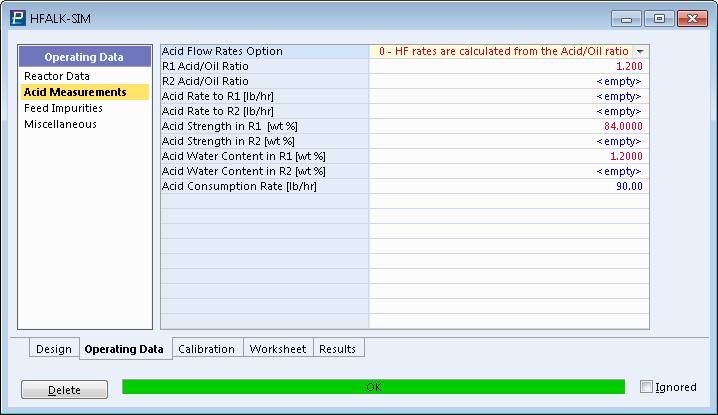 HFALK-SIM
Operating Data
Reactor Data
Acid Measurements
Feed Impurities
Miscellaneous
Acid Flow Rates Option 0 - HF rates are calculated from the Acid/Oil ratio
R1 Acid/Oil Ratio 1.200
R2 Acid/Oil Ratio <empty>
Acid Rate to R1 [lb/hr] <empty>
Acid Rate to R2 [lb/hr] <empty>
Acid Strength in R1 [wt %] 84.0000
Acid Strength in R2 [wt %] <empty>
Acid Water Content in R1 [wt %] 1.2000
Acid Water Content in R2 [wt %] <empty>
Acid Consumption Rate [lb/hr] 90.00
Design Operating Data Calibration Worksheet Results
Delete OK Ignored